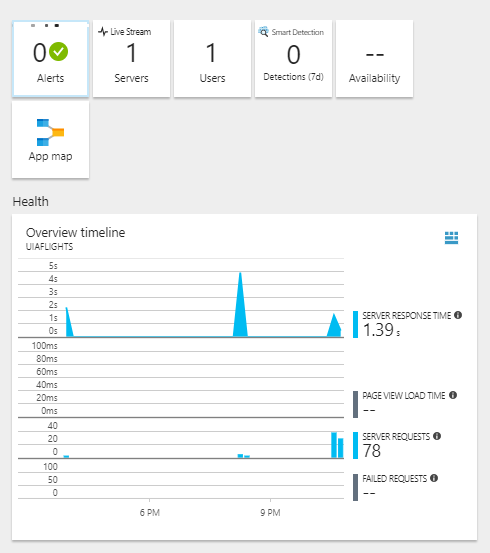 Live Stream
Smart Detection
0
1
1
0
--
Alerts
Servers
Users
Detections (7d)
Availability
App map
Health
Overview timeline
UIAFLIGHTS
5s
4s
3s
2s
1s
0s
SERVER RESPONSE TIME
1.39 s
100ms
80ms
60ms
40ms
20ms
0ms
PAGE VIEW LOAD TIME
--
40
20
0
SERVER REQUESTS
78
100
50
0
FAILED REQUESTS
--
6 PM
9 PM